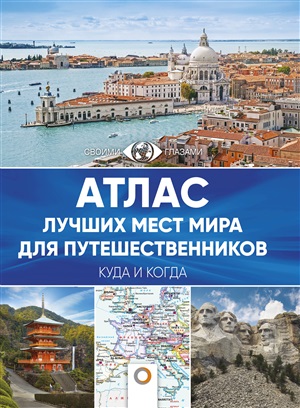 СВОИМИ ГЛАЗАМИ
АТЛАС
ЛУЧШИХ МЕСТ МИРА
ДЛЯ ПУТЕШЕСТВЕННИКОВ
КУДА И КОГДА